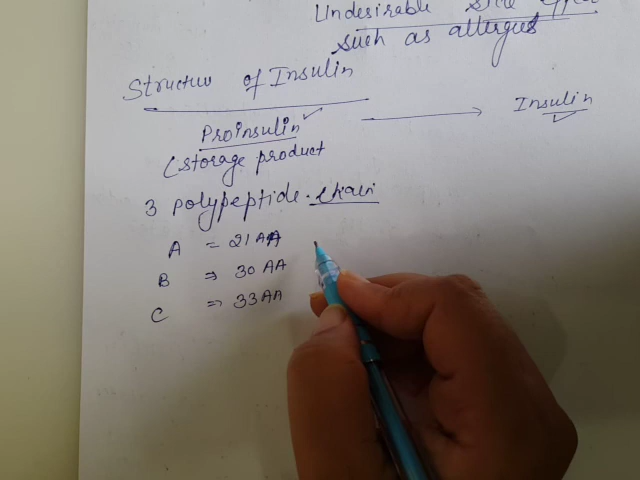 Undesirable
such as allergies
Structure of Insulin
Proinsulin ✓ → Insulin ✓
(storage product
3 polypeptide chain
A = 21 AA
B ⇒ 30 AA
C ⇒ 33 AA